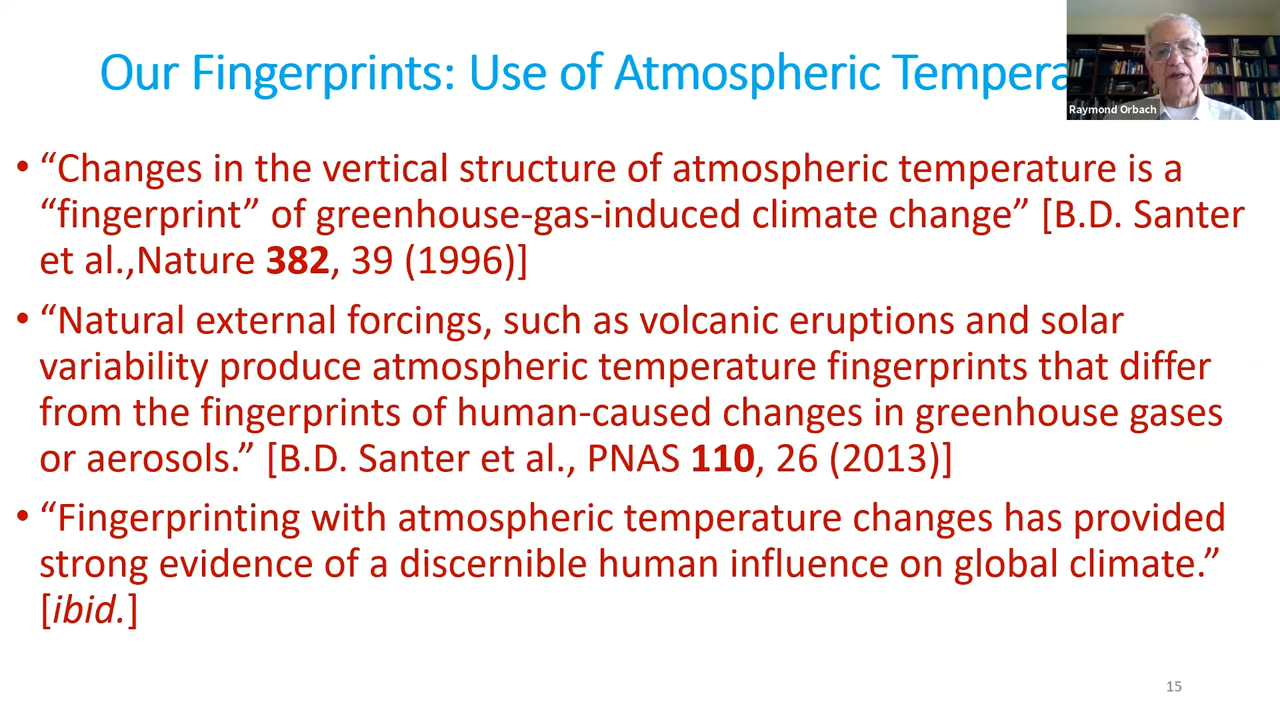 Our Fingerprints: Use of Atmospheric Tempera
Raymond Orbach
• “Changes in the vertical structure of atmospheric temperature is a
“fingerprint” of greenhouse-gas-induced climate change” [B.D. Santer
et al.,Nature 382, 39 (1996)]
• “Natural external forcings, such as volcanic eruptions and solar
variability produce atmospheric temperature fingerprints that differ
from the fingerprints of human-caused changes in greenhouse gases
or aerosols.” [B.D. Santer et al., PNAS 110, 26 (2013)]
• “Fingerprinting with atmospheric temperature changes has provided
strong evidence of a discernible human influence on global climate.”
[ibid.]
15